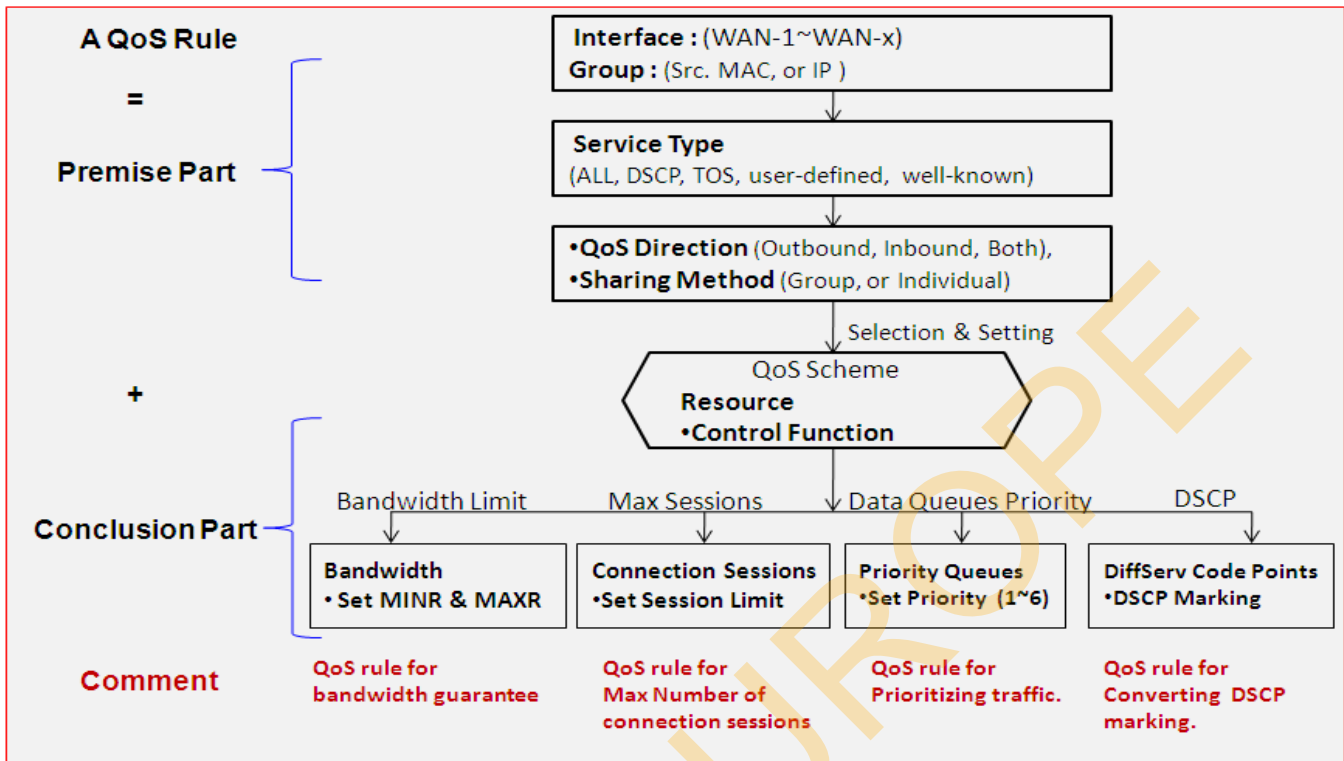 A QoS Rule
=
Premise Part
+
Conclusion Part
Comment
Interface : (WAN-1~WAN-x)
Group : (Src. MAC, or IP )
Service Type
(ALL, DSCP, TOS, user-defined, well-known)
•QoS Direction (Outbound, Inbound, Both),
•Sharing Method (Group, or Individual)
Selection & Setting
QoS Scheme
Resource
•Control Function
Bandwidth Limit
Max Sessions
Data Queues Priority
DSCP
Bandwidth
• Set MINR & MAXR
Connection Sessions
•Set Session Limit
Priority Queues
•Set Priority (1~6)
DiffServ Code Points
•DSCP Marking
QoS rule for
bandwidth guarantee
QoS rule for
Max Number of
connection sessions
QoS rule for
Prioritizing traffic.
QoS rule for
Converting DSCP
marking.
UROPE